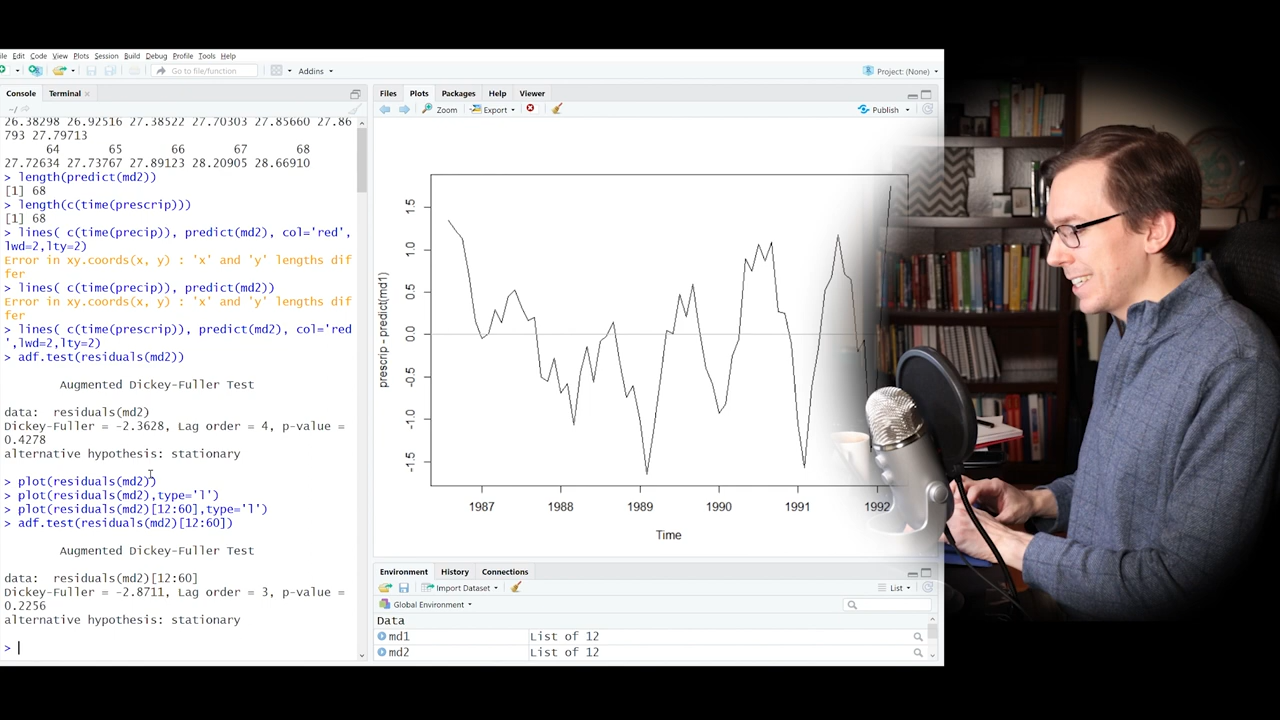 ile Edit Code View Plots Session Build Debug Profile Tools Help
Go to file/function
Addins
Project: (None)
Console Terminal
~/
26.38298 26.92516 27.38522 27.70303 27.85660 27.86
793 27.79713
64 65 66 67 68
27.72634 27.73767 27.89123 28.20905 28.66910
> length(predict(md2))
[1] 68
> length(c(time(prescrip)))
[1] 68
> lines( c(time(precip)), predict(md2), col='red',
lwd=2,lty=2)
Error in xy.coords(x, y) : 'x' and 'y' lengths dif
fer
> lines( c(time(precip)), predict(md2))
Error in xy.coords(x, y) : 'x' and 'y' lengths dif
fer
> lines( c(time(prescrip)), predict(md2), col='red
',lwd=2,lty=2)
> adf.test(residuals(md2))
Augmented Dickey-Fuller Test
data: residuals(md2)
Dickey-Fuller = -2.3628, Lag order = 4, p-value =
0.4278
alternative hypothesis: stationary
> plot(residuals(md2))
> plot(residuals(md2),type='l')
> plot(residuals(md2)[12:60],type='l')
> adf.test(residuals(md2)[12:60])
Augmented Dickey-Fuller Test
data: residuals(md2)[12:60]
Dickey-Fuller = -2.8711, Lag order = 3, p-value =
0.2256
alternative hypothesis: stationary
>
Files Plots Packages Help Viewer
Zoom Export Publish
prescrip - predict(md1)
1.5
1.0
0.5
0.0
-0.5
-1.0
-1.5
1987 1988 1989 1990 1991 1992
Time
Environment History Connections
Import Dataset List
Global Environment
Data
md1 List of 12
md2 List of 12